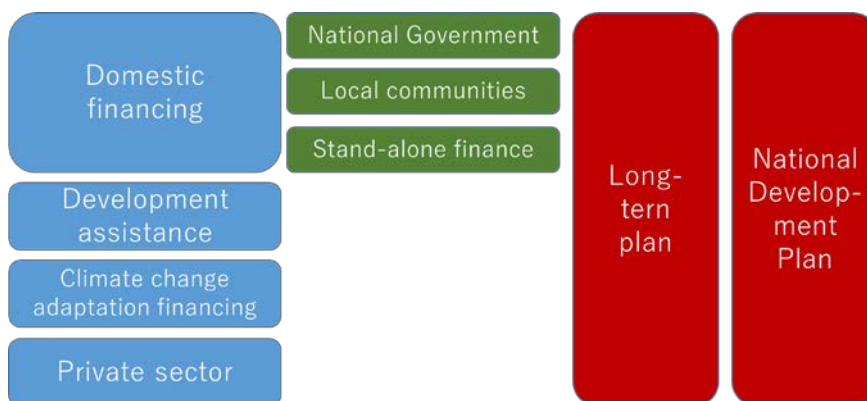 Domestic
financing
Development
assistance
Climate change
adaptation financing
Private sector
National Government
Local communities
Stand-alone finance
Long-
tern
plan
National
Develop-
ment
Plan